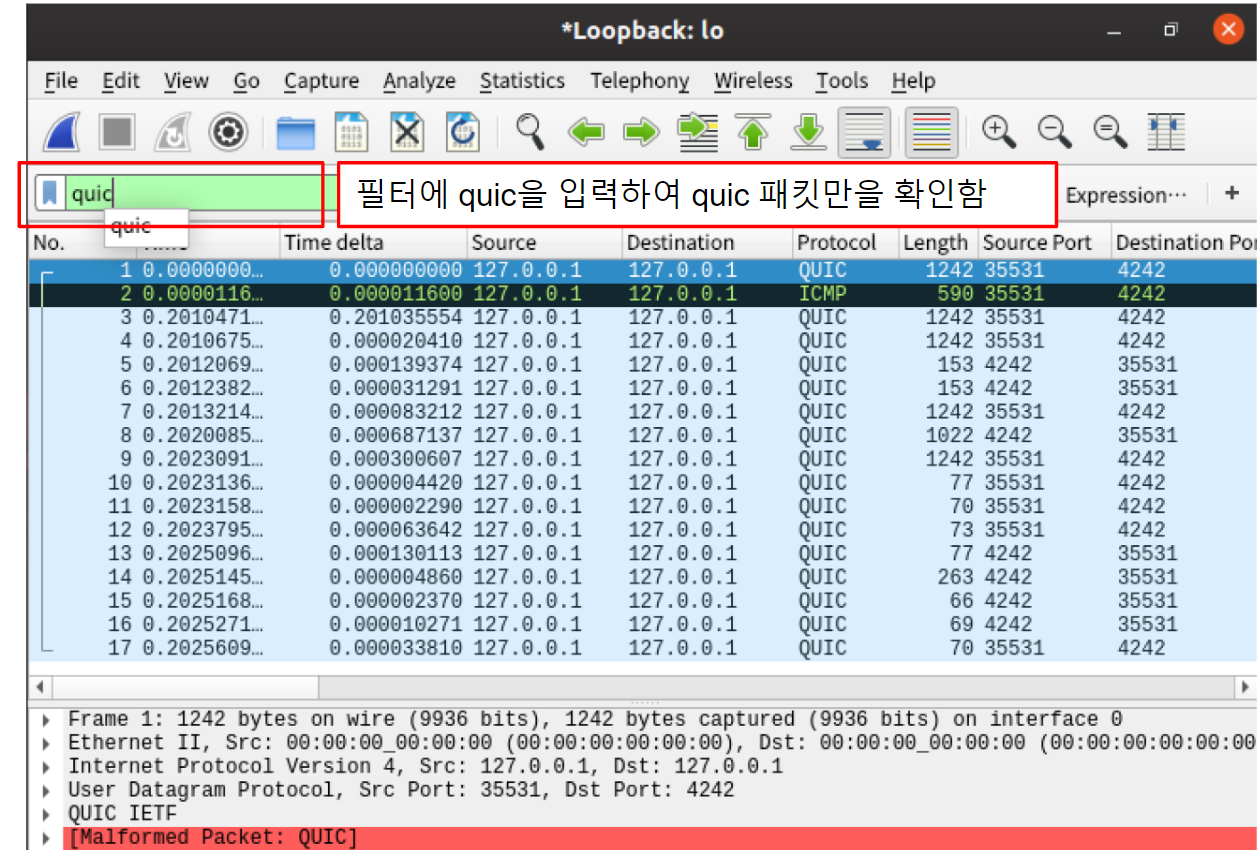 *Loopback: lo
File Edit View Go Capture Analyze Statistics Telephony Wireless Tools Help
quic
필터에 quic을 입력하여 quic 패킷만을 확인함
Expression… +
quic
No. Time delta Source Destination Protocol Length Source Port Destination Por
1 0.0000000… 0.000000000 127.0.0.1 127.0.0.1 QUIC 1242 35531 4242
2 0.0000116… 0.000011600 127.0.0.1 127.0.0.1 ICMP 590 35531 4242
3 0.2010471… 0.201035554 127.0.0.1 127.0.0.1 QUIC 1242 35531 4242
4 0.2010675… 0.000020410 127.0.0.1 127.0.0.1 QUIC 1242 35531 4242
5 0.2012069… 0.000139374 127.0.0.1 127.0.0.1 QUIC 153 4242 35531
6 0.2012382… 0.000031291 127.0.0.1 127.0.0.1 QUIC 153 4242 35531
7 0.2013214… 0.000083212 127.0.0.1 127.0.0.1 QUIC 1242 35531 4242
8 0.2020085… 0.000687137 127.0.0.1 127.0.0.1 QUIC 1022 4242 35531
9 0.2023091… 0.000300607 127.0.0.1 127.0.0.1 QUIC 1242 35531 4242
10 0.2023136… 0.000004420 127.0.0.1 127.0.0.1 QUIC 77 35531 4242
11 0.2023158… 0.000002290 127.0.0.1 127.0.0.1 QUIC 70 35531 4242
12 0.2023795… 0.000063642 127.0.0.1 127.0.0.1 QUIC 73 35531 4242
13 0.2025096… 0.000130113 127.0.0.1 127.0.0.1 QUIC 77 4242 35531
14 0.2025145… 0.000004860 127.0.0.1 127.0.0.1 QUIC 263 4242 35531
15 0.2025168… 0.000002370 127.0.0.1 127.0.0.1 QUIC 66 4242 35531
16 0.2025271… 0.000010271 127.0.0.1 127.0.0.1 QUIC 69 4242 35531
17 0.2025609… 0.000033810 127.0.0.1 127.0.0.1 QUIC 70 35531 4242
Frame 1: 1242 bytes on wire (9936 bits), 1242 bytes captured (9936 bits) on interface 0
Ethernet II, Src: 00:00:00_00:00:00 (00:00:00:00:00:00), Dst: 00:00:00_00:00:00 (00:00:00:00:00:00
Internet Protocol Version 4, Src: 127.0.0.1, Dst: 127.0.0.1
User Datagram Protocol, Src Port: 35531, Dst Port: 4242
QUIC IETF
[Malformed Packet: QUIC]